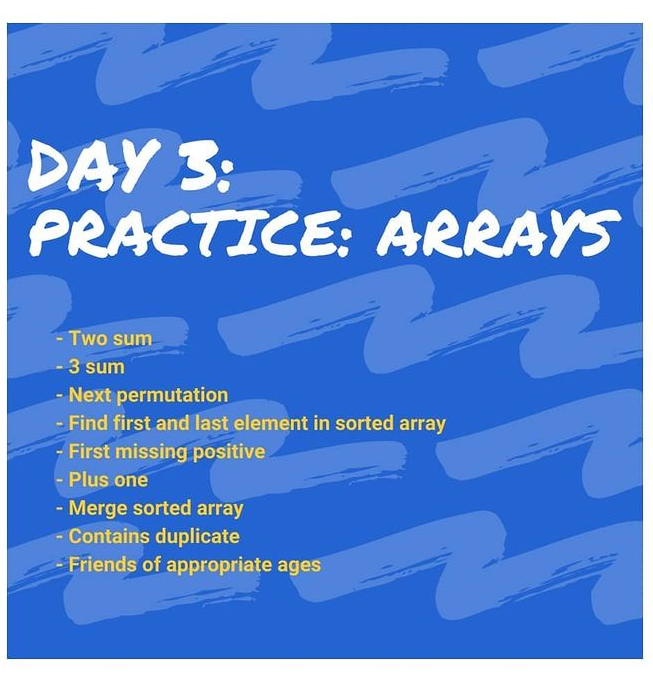 DAY 3:
PRACTICE: ARRAYS
- Two sum
- 3 sum
- Next permutation
- Find first and last element in sorted array
- First missing positive
- Plus one
- Merge sorted array
- Contains duplicate
- Friends of appropriate ages